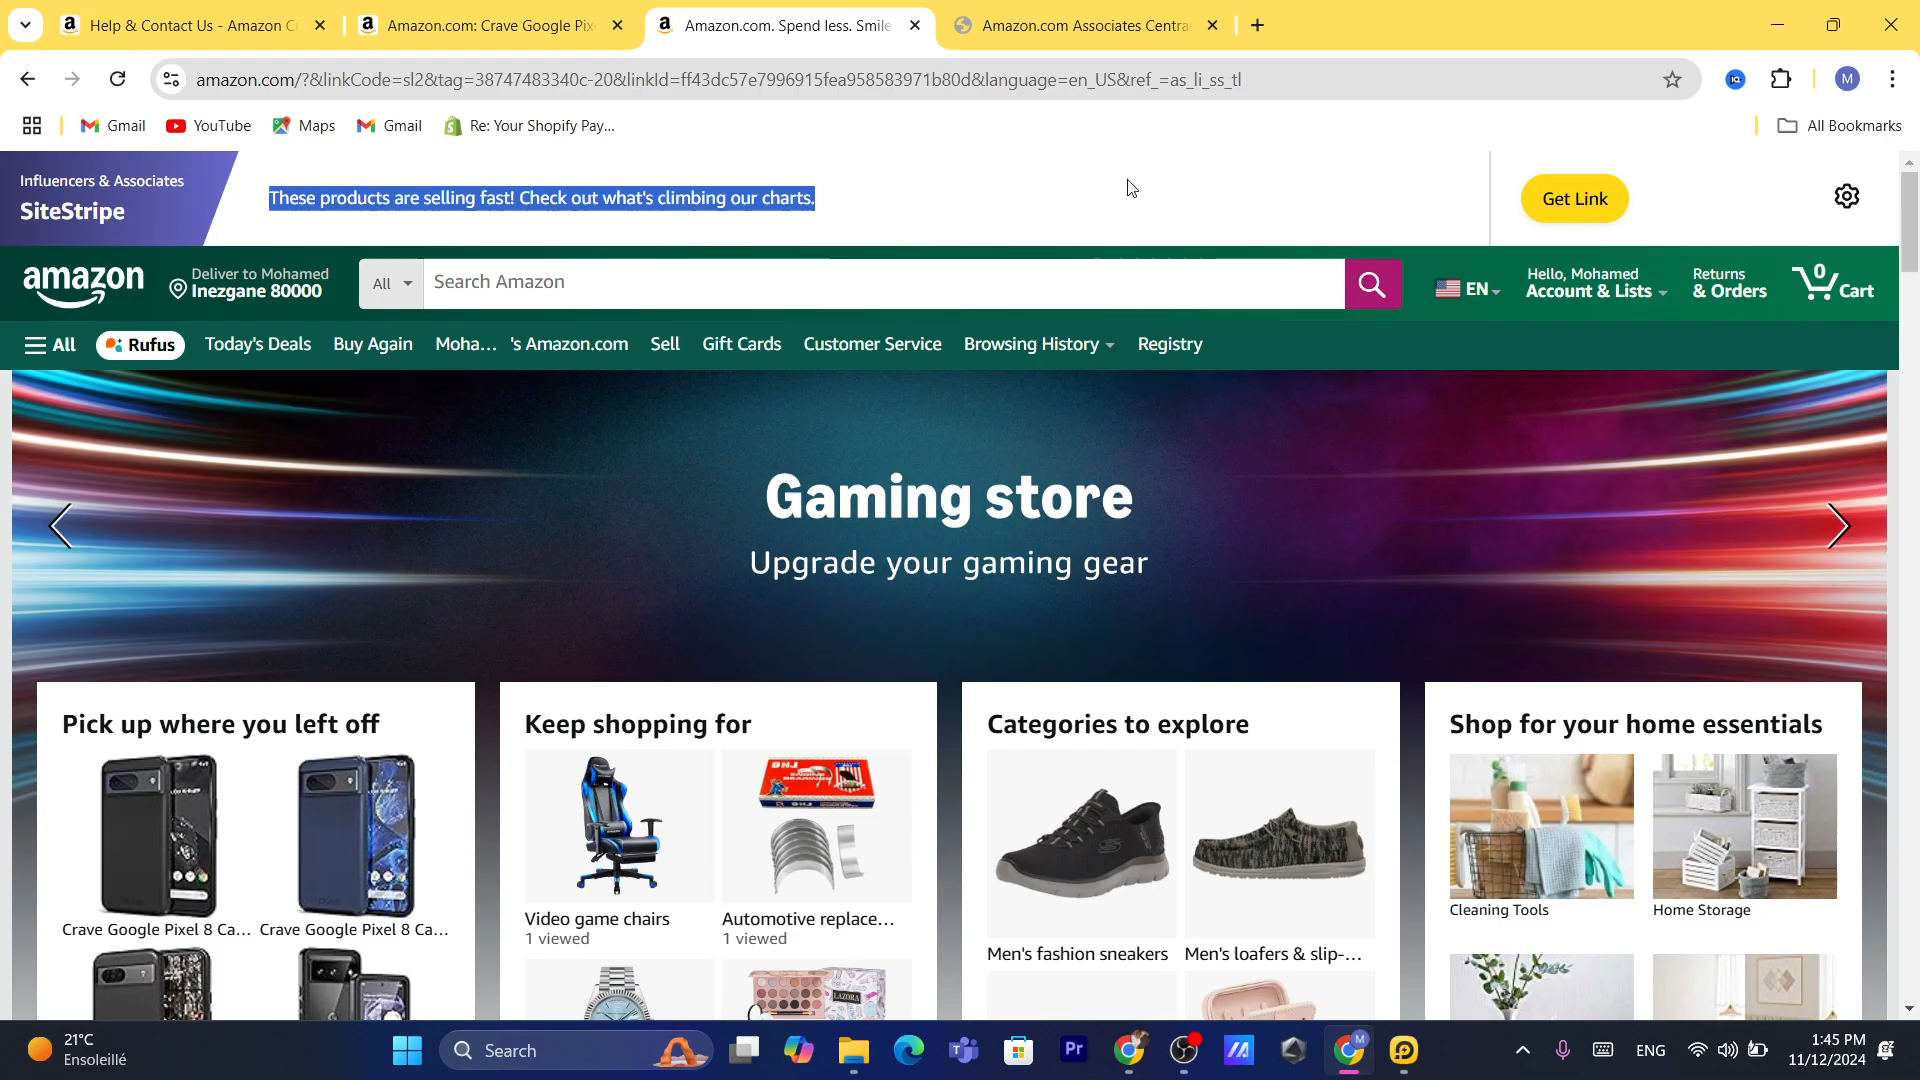 Help & Contact Us - Amazon C
Amazon.com: Crave Google Pix
Amazon.com. Spend less. Smile
Amazon.com Associates Centra
amazon.com/?&linkCode=sl2&tag=38747483340c-20&linkId=ff43dc57e7996915fea958583971b80d&language=en_US&ref_=as_li_ss_tl
M
Gmail
YouTube
Maps
Gmail
Re: Your Shopify Pay...
All Bookmarks
Influencers & Associates
SiteStripe
These products are selling fast! Check out what's climbing our charts.
Get Link
amazon
Deliver to Mohamed
Inezgane 80000
All
Search Amazon
EN
Hello, Mohamed
Account & Lists
Returns
& Orders
0
Cart
All
Rufus
Today's Deals
Buy Again
Moha... 's Amazon.com
Sell
Gift Cards
Customer Service
Browsing History
Registry
Gaming store
Upgrade your gaming gear
Pick up where you left off
Crave Google Pixel 8 Ca...
Crave Google Pixel 8 Ca...
Keep shopping for
DHJ
ENGINE
BEARINGS
DHJ
Video game chairs
1 viewed
Automotive replace...
1 viewed
LAZORA
Categories to explore
Men's fashion sneakers
Men's loafers & slip-...
Shop for your home essentials
Cleaning Tools
Home Storage
21°C
Ensoleillé
Search
Pr
M
ENG
1:45 PM
11/12/2024